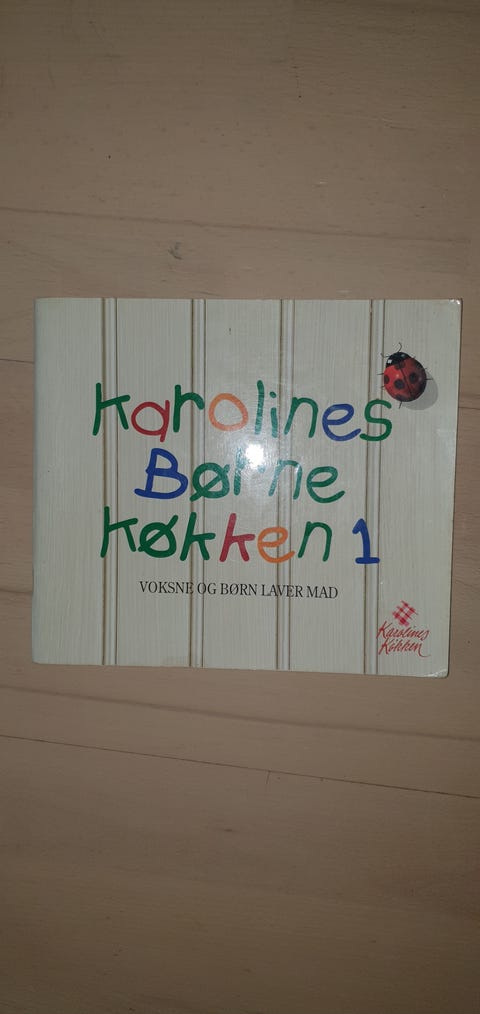 Karolines
Børne
køkken 1
VOKSNE OG BØRN LAVER MAD
Karolines
Køkken